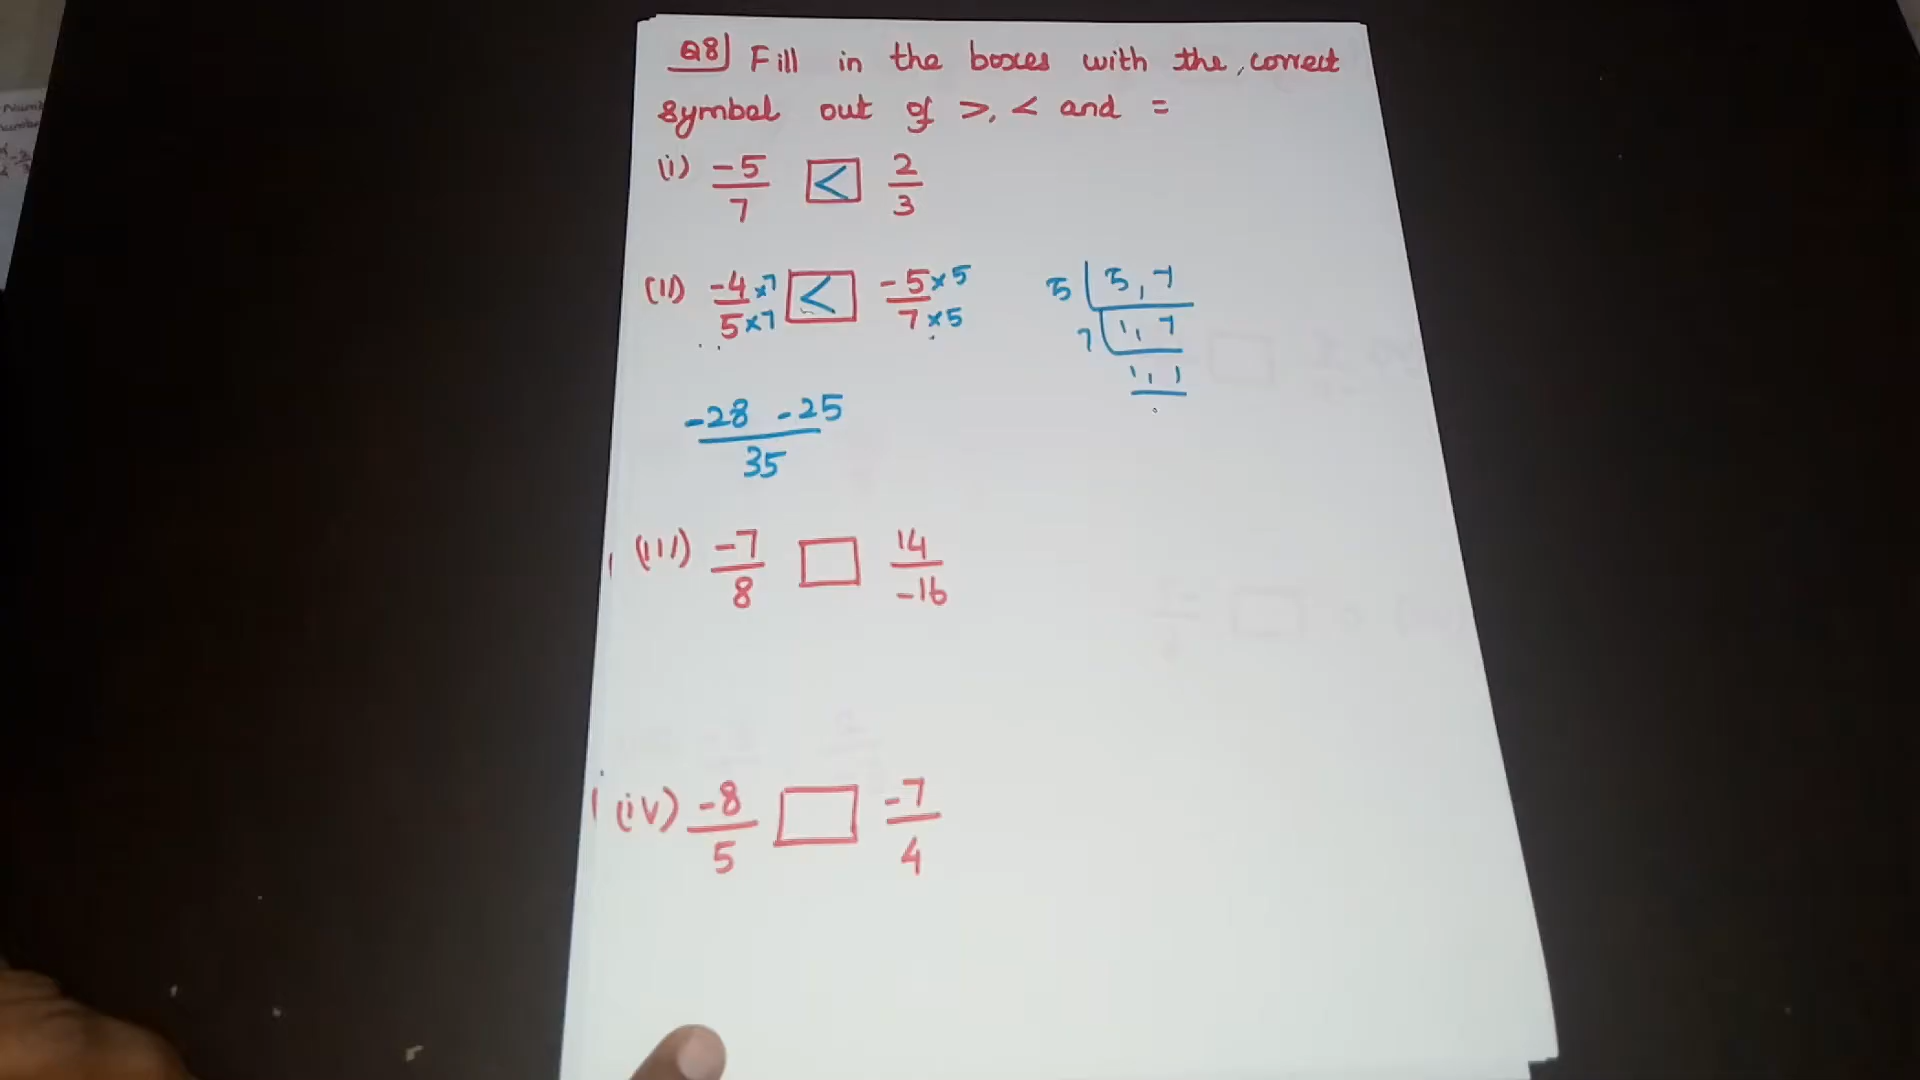 Q8) Fill in the boxes with the correct
symbol out of >, < and =
(i) -5/7 < 2/3
(ii) -4×7/5×7 < -5×5/7×5
5 | 5, 7
7 | 1, 7
1, 1
-28 -25
35
(iii) -7/8 □ 14/-16
(iv) -8/5 □ -7/4